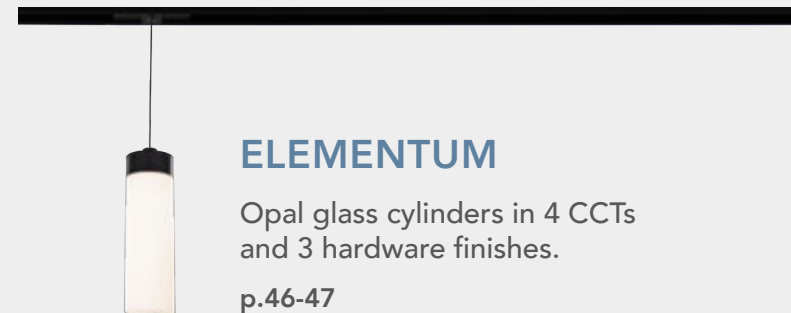 ELEMENTUM
Opal glass cylinders in 4 CCTs
and 3 hardware finishes.
p.46-47